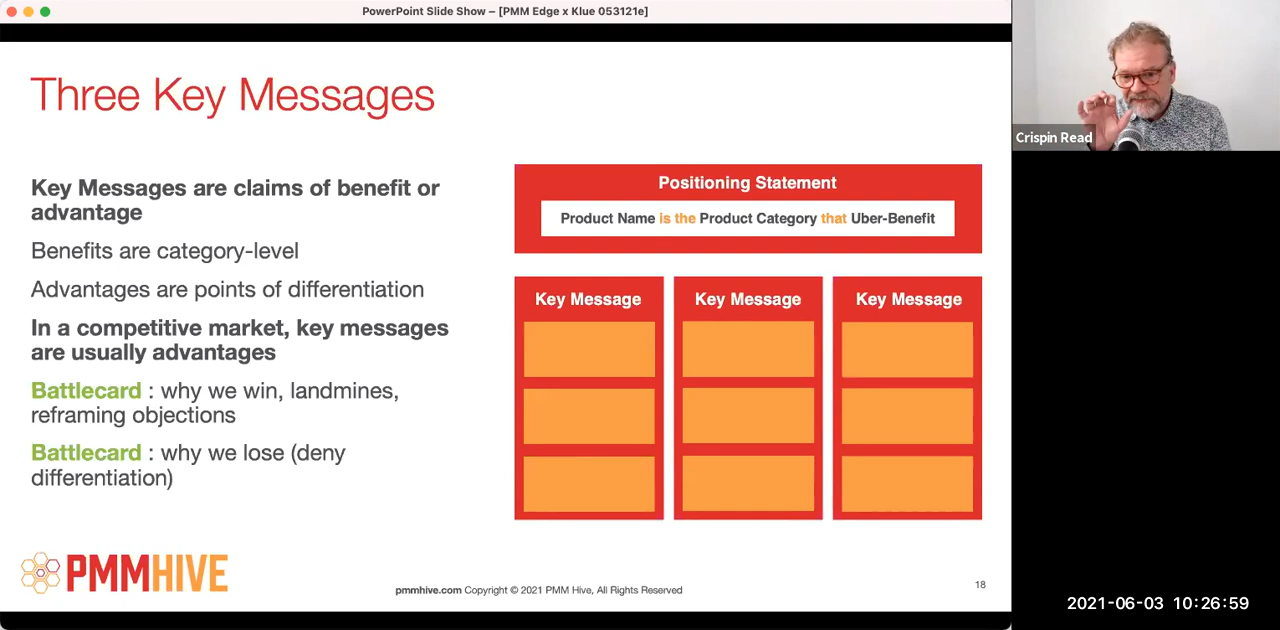 PowerPoint Slide Show – [PMM Edge x Klue 053121e]
Three Key Messages
Key Messages are claims of benefit or
advantage
Benefits are category-level
Advantages are points of differentiation
In a competitive market, key messages
are usually advantages
Battlecard : why we win, landmines,
reframing objections
Battlecard : why we lose (deny
differentiation)
Positioning Statement
Product Name is the Product Category that Uber-Benefit
Key Message
Key Message
Key Message
PMMHIVE
pmmhive.com Copyright © 2021 PMM Hive, All Rights Reserved
18
Crispin Read
2021-06-03 10:26:59